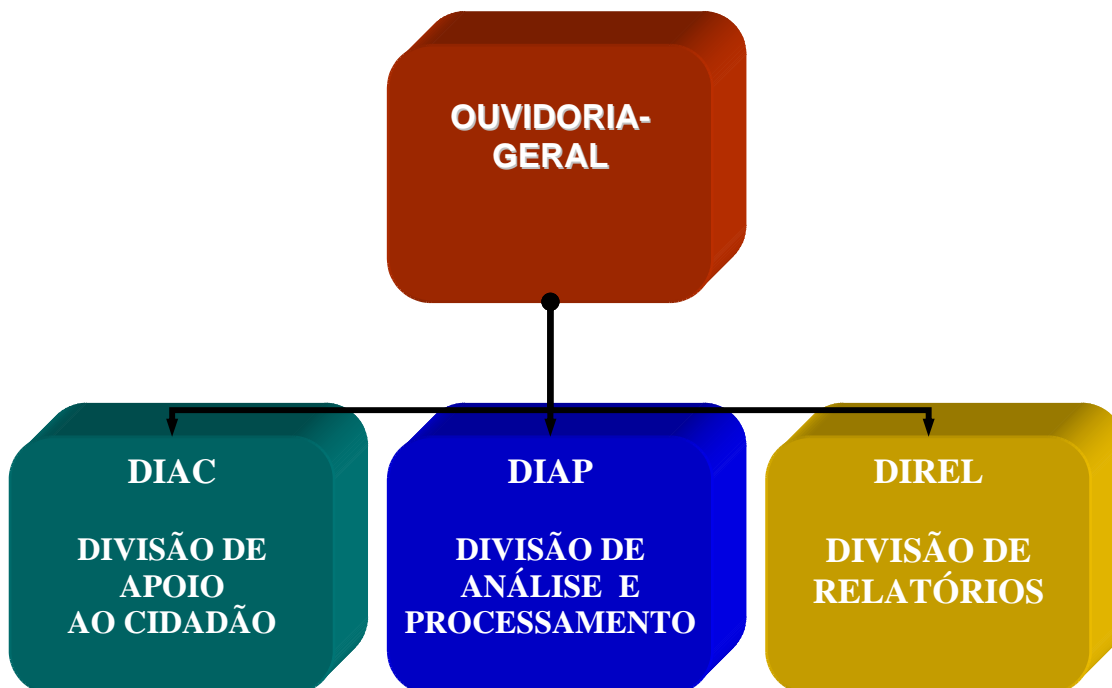 OUVIDORIA-
GERAL
DIAC
DIVISÃO DE
APOIO
AO CIDADÃO
DIAP
DIVISÃO DE
ANÁLISE E
PROCESSAMENTO
DIREL
DIVISÃO DE
RELATÓRIOS